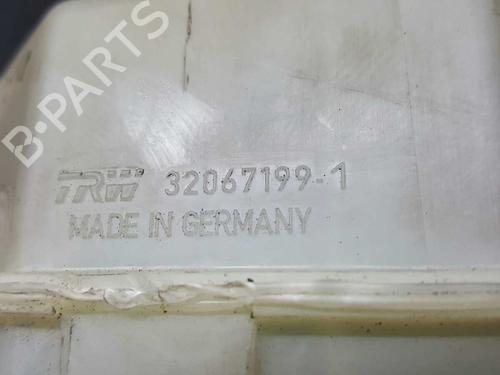 B-PARTS
TRW 32067199-1
MADE IN GERMANY